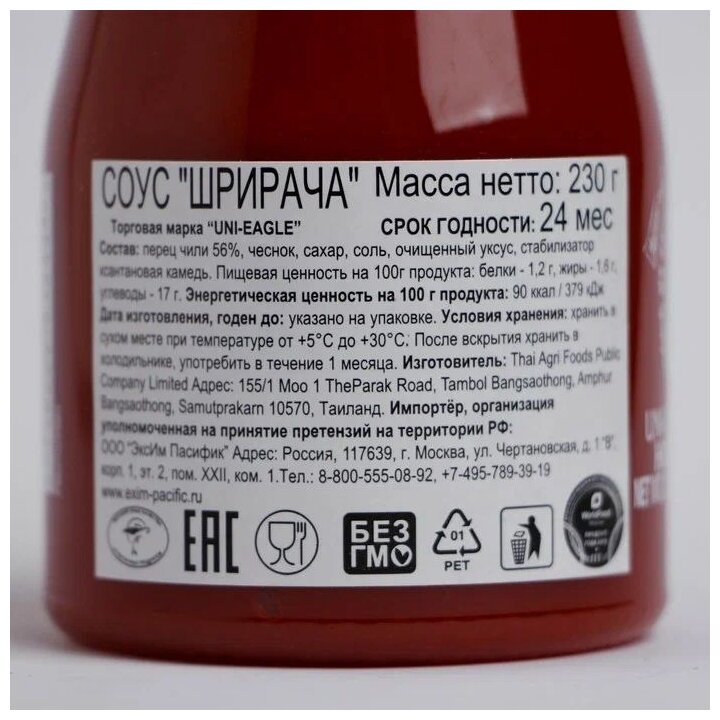 СОУС "ШРИРАЧА" Масса нетто: 230 г
Торговая марка “UNI-EAGLE” СРОК ГОДНОСТИ: 24 мес
Состав: перец чили 56%, чеснок, сахар, соль, очищенный уксус, стабилизатор
ксантановая камедь. Пищевая ценность на 100г продукта: белки - 1,2 г, жиры - 1,6 г,
углеводы - 17 г. Энергетическая ценность на 100 г продукта: 90 ккал / 379 кДж
Дата изготовления, годен до: указано на упаковке. Условия хранения: хранить в
сухом месте при температуре от +5°C до +30°C. После вскрытия хранить в
холодильнике, употребить в течение 1 месяца. Изготовитель: Thai Agri Foods Public
Company Limited Адрес: 155/1 Moo 1 TheParak Road, Tambol Bangsaothong, Amphur
Bangsaothong, Samutprakarn 10570, Таиланд. Импортёр, организация
уполномоченная на принятие претензий на территории РФ:
ООО "ЭксИм Пасифик" Адрес: Россия, 117639, г. Москва, ул. Чертановская, д. 1 "В",
корп. 1, эт. 2, пом. XXII, ком. 1.Тел.: 8-800-555-08-92, +7-495-789-39-19
www.exim-pacific.ru
EAC
БЕЗ
ГМО
01
PET
WorldFood
NET